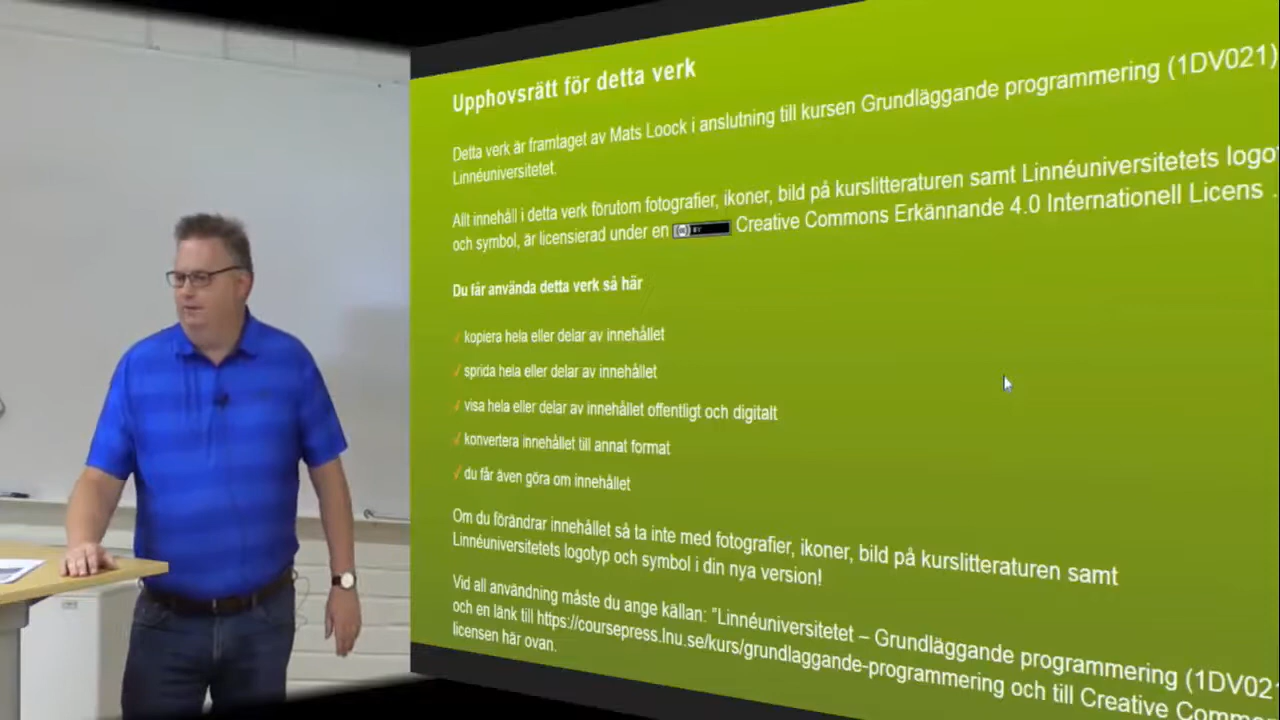 Upphovsrätt för detta verk
Detta verk är framtaget av Mats Loock i anslutning till kursen Grundläggande programmering (1DV021)
Linnéuniversitetet.
Allt innehåll i detta verk förutom fotografier, ikoner, bild på kurslitteraturen samt Linnéuniversitetets logo
och symbol, är licensierad under en BY Creative Commons Erkännande 4.0 Internationell Licens .
Du får använda detta verk så här
✓ kopiera hela eller delar av innehållet
✓ sprida hela eller delar av innehållet
✓ visa hela eller delar av innehållet offentligt och digitalt
✓ konvertera innehållet till annat format
✓ du får även göra om innehållet
Om du förändrar innehållet så ta inte med fotografier, ikoner, bild på kurslitteraturen samt
Linnéuniversitetets logotyp och symbol i din nya version!
Vid all användning måste du ange källan: "Linnéuniversitetet – Grundläggande programmering (1DV02
och en länk till https://coursepress.lnu.se/kurs/grundlaggande-programmering och till Creative Commo
licensen här ovan.